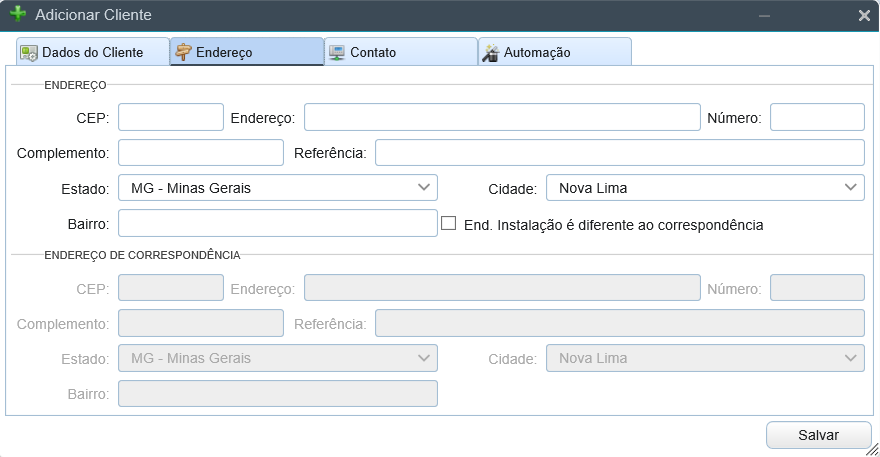 Adicionar Cliente
Dados do Cliente Endereço Contato Automação
ENDEREÇO
CEP: Endereço: Número:
Complemento: Referência:
Estado: MG - Minas Gerais Cidade: Nova Lima
Bairro: End. Instalação é diferente ao correspondência
ENDEREÇO DE CORRESPONDÊNCIA
CEP: Endereço: Número:
Complemento: Referência:
Estado: MG - Minas Gerais Cidade: Nova Lima
Bairro:
Salvar